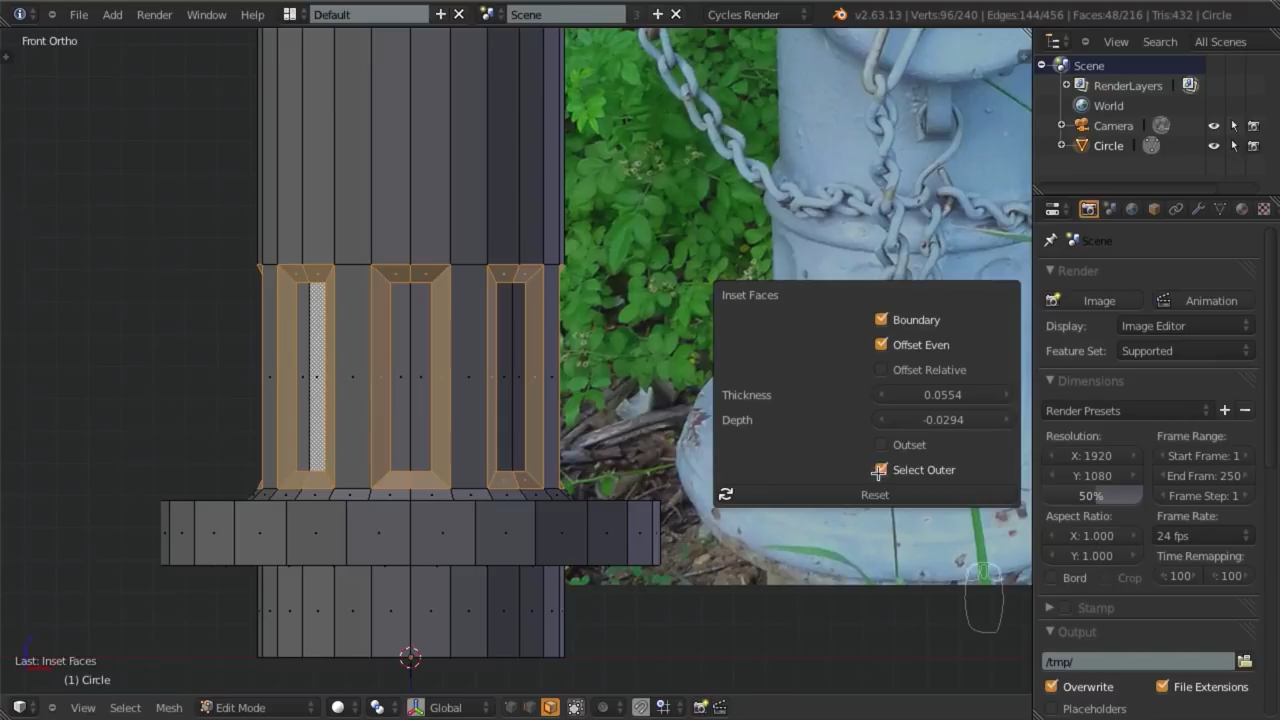 File Add Render Window Help Default Scene 3 Cycles Render v2.63.13 | Verts:96/240 | Edges:144/456 | Faces:48/216 | Tris:432 | Circle
Front Ortho
View Search All Scenes
Scene
RenderLayers
World
Camera
Circle
Scene
Render
Image Animation
Display: Image Editor
Feature Set: Supported
Dimensions
Render Presets
Resolution: Frame Range:
X: 1920 Start Frame: 1
Y: 1080 End Fram: 250
50% Frame Step: 1
Aspect Ratio: Frame Rate:
X: 1.000 24 fps
Y: 1.000 Time Remapping:
Bord Crop : 100 : 100
Stamp
Output
/tmp/
Overwrite File Extensions
Placeholders
Inset Faces
Boundary
Offset Even
Offset Relative
Thickness 0.0554
Depth -0.0294
Outset
Select Outer
Reset
Last: Inset Faces
(1) Circle
View Select Mesh Edit Mode Global